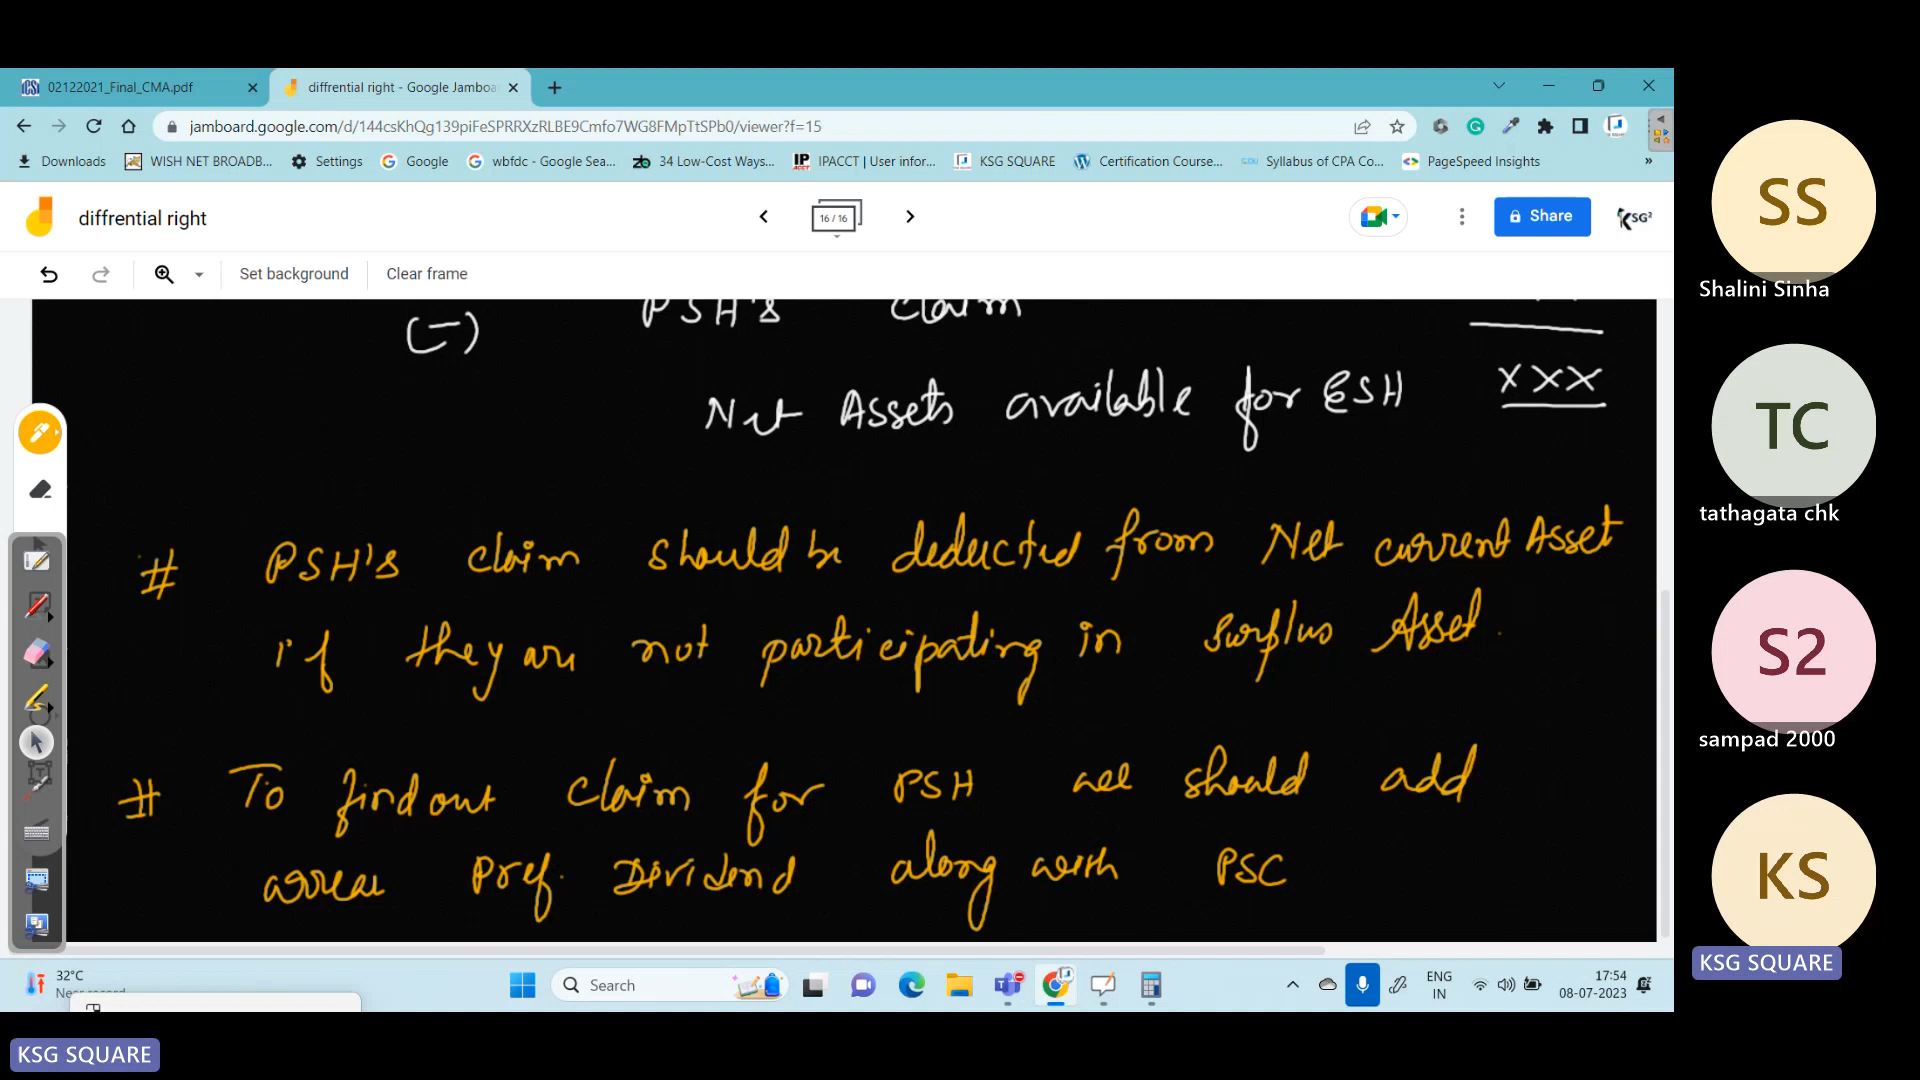 02122021_Final_CMA.pdf
diffrential right - Google Jamboa
jamboard.google.com/d/144csKhQg139piFeSPRRXzRLBE9Cmfo7WG8FMpTtSPb0/viewer?f=15
Downloads WISH NET BROADB... Settings Google wbfdc - Google Sea... 34 Low-Cost Ways... IPACCT | User infor... KSG SQUARE Certification Course... Syllabus of CPA Co... PageSpeed Insights »
diffrential right
16 / 16
Share
KSG²
Set background Clear frame
(-) PSH's claim
Net Assets available for ESH XXX
# PSH's claim should be deducted from Net current Asset
if they are not participating in surplus Asset.
# To find out claim for PSH we should add
arrear Pref. Dividend along with PSC
SS
Shalini Sinha
TC
tathagata chk
S2
sampad 2000
KS
KSG SQUARE
32°C
Near record
Search
ENG
IN
17:54
08-07-2023
KSG SQUARE